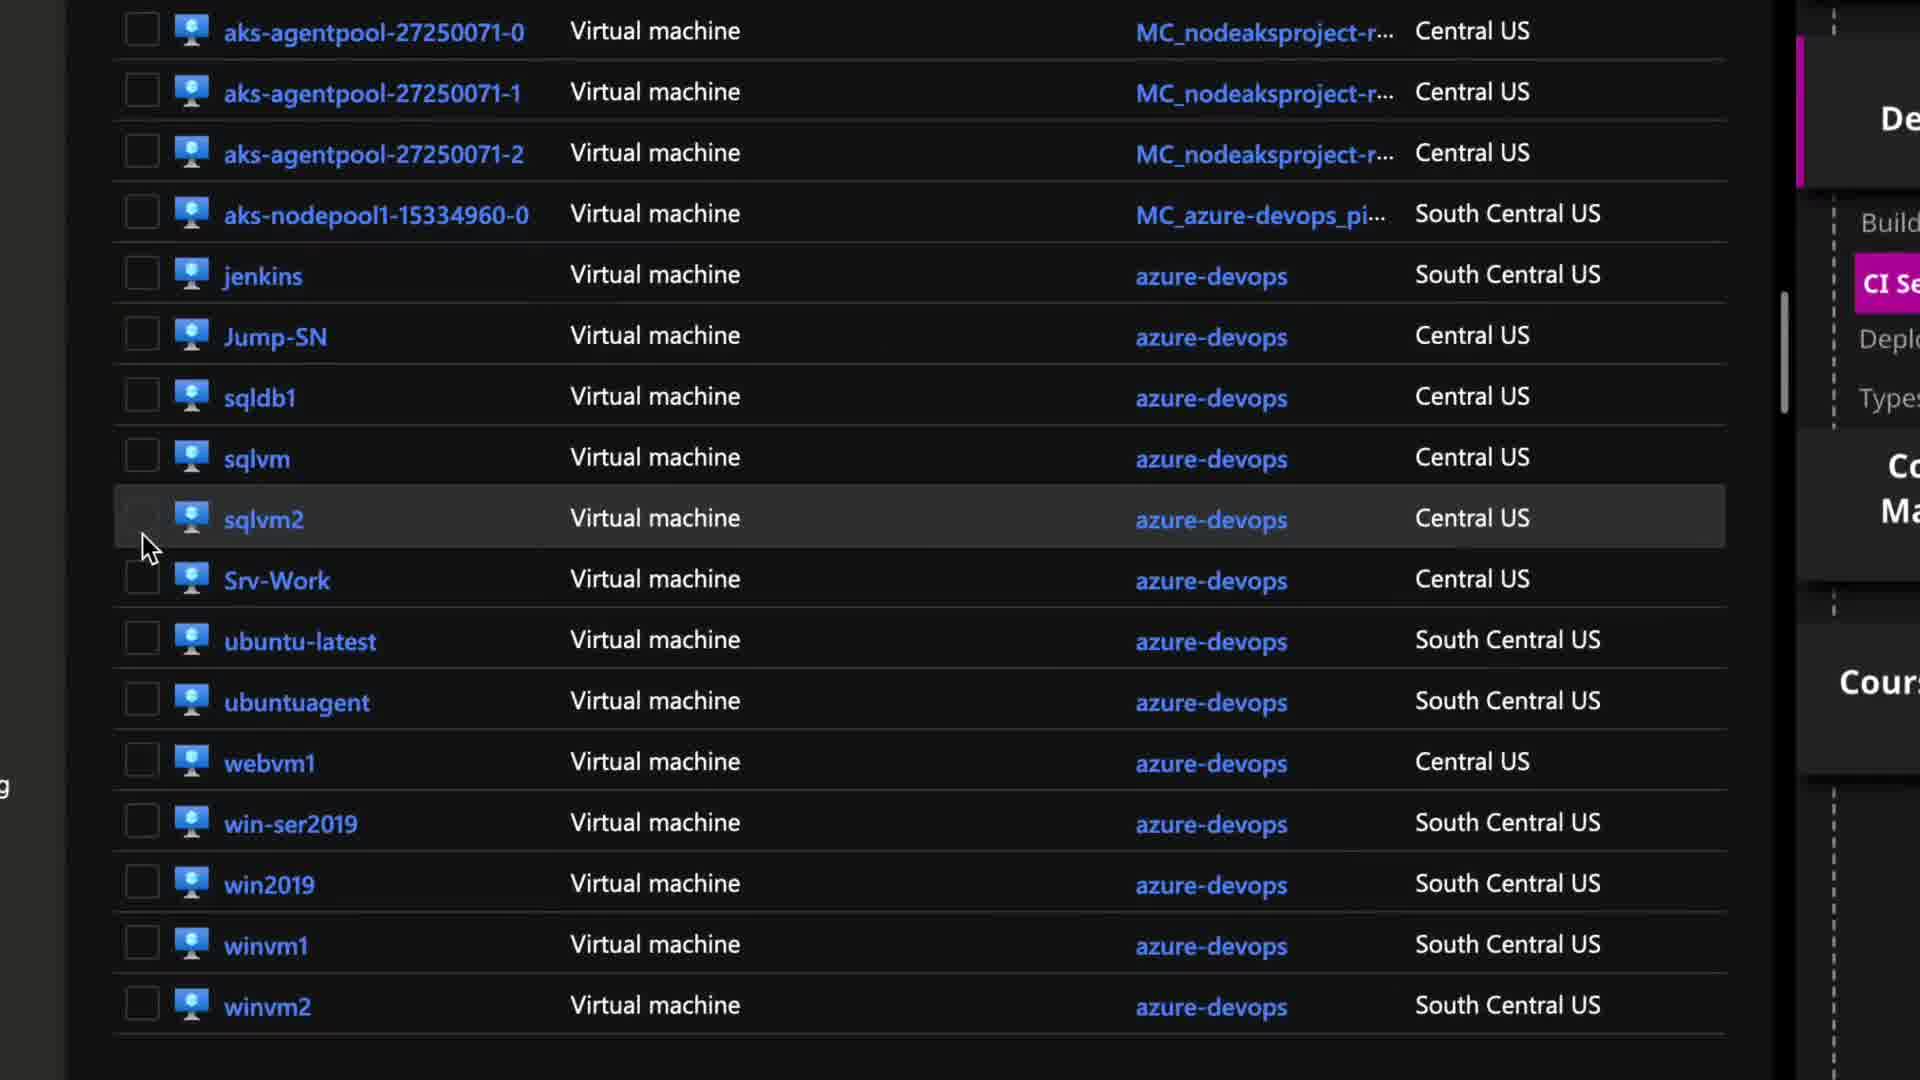 aks-agentpool-27250071-0 Virtual machine MC_nodeaksproject-r... Central US
aks-agentpool-27250071-1 Virtual machine MC_nodeaksproject-r... Central US
De
aks-agentpool-27250071-2 Virtual machine MC_nodeaksproject-r... Central US
aks-nodepool1-15334960-0 Virtual machine MC_azure-devops_pi... South Central US
Build
jenkins Virtual machine azure-devops South Central US
CI Se
Jump-SN Virtual machine azure-devops Central US
Deplo
sqldb1 Virtual machine azure-devops Central US
Types
sqlvm Virtual machine azure-devops Central US
Co
Ma
sqlvm2 Virtual machine azure-devops Central US
Srv-Work Virtual machine azure-devops Central US
ubuntu-latest Virtual machine azure-devops South Central US
Cours
ubuntuagent Virtual machine azure-devops South Central US
webvm1 Virtual machine azure-devops Central US
g
win-ser2019 Virtual machine azure-devops South Central US
win2019 Virtual machine azure-devops South Central US
winvm1 Virtual machine azure-devops South Central US
winvm2 Virtual machine azure-devops South Central US